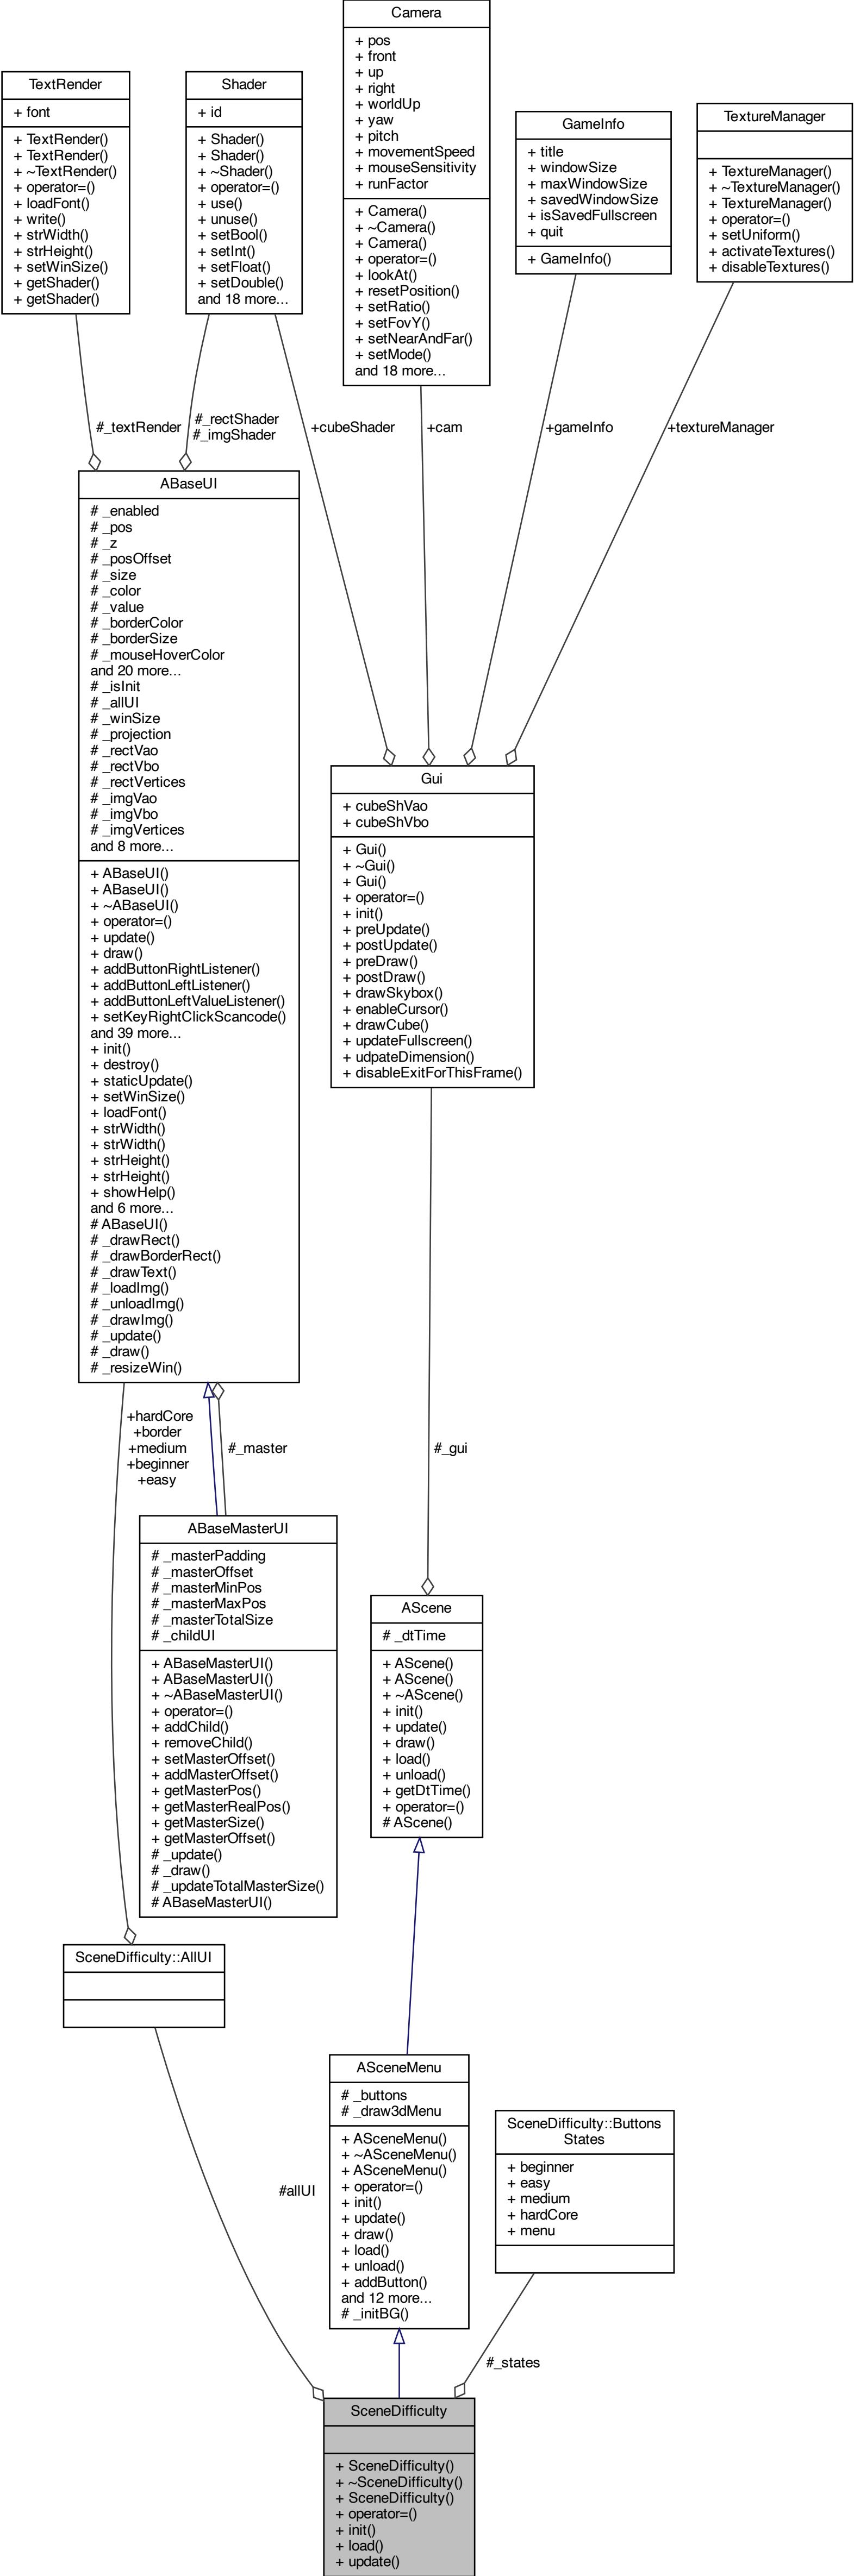 Camera
+ pos
+ front
+ up
+ right
+ worldUp
+ yaw
+ pitch
+ movementSpeed
+ mouseSensitivity
+ runFactor
+ Camera()
+ ~Camera()
+ Camera()
+ operator=()
+ lookAt()
+ resetPosition()
+ setRatio()
+ setFovY()
+ setNearAndFar()
+ setMode()
and 18 more...
TextRender
+ font
+ TextRender()
+ TextRender()
+ ~TextRender()
+ operator=()
+ loadFont()
+ write()
+ strWidth()
+ strHeight()
+ setWinSize()
+ getShader()
+ getShader()
Shader
+ id
+ Shader()
+ Shader()
+ ~Shader()
+ operator=()
+ use()
+ unuse()
+ setBool()
+ setInt()
+ setFloat()
+ setDouble()
and 18 more...
GameInfo
+ title
+ windowSize
+ maxWindowSize
+ savedWindowSize
+ isSavedFullscreen
+ quit
+ GameInfo()
TextureManager
+ TextureManager()
+ ~TextureManager()
+ TextureManager()
+ operator=()
+ setUniform()
+ activateTextures()
+ disableTextures()
#_textRender
#_rectShader
#_imgShader
+cubeShader
+cam
+gameInfo
+textureManager
ABaseUI
# _enabled
# _pos
# _z
# _posOffset
# _size
# _color
# _value
# _borderColor
# _borderSize
# _mouseHoverColor
and 20 more...
# _isInit
# _allUI
# _winSize
# _projection
# _rectVao
# _rectVbo
# _rectVertices
# _imgVao
# _imgVbo
# _imgVertices
and 8 more...
+ ABaseUI()
+ ABaseUI()
+ ~ABaseUI()
+ operator=()
+ update()
+ draw()
+ addButtonRightListener()
+ addButtonLeftListener()
+ addButtonLeftValueListener()
+ setKeyRightClickScancode()
and 39 more...
+ init()
+ destroy()
+ staticUpdate()
+ setWinSize()
+ loadFont()
+ strWidth()
+ strWidth()
+ strHeight()
+ strHeight()
+ showHelp()
and 6 more...
# ABaseUI()
# _drawRect()
# _drawBorderRect()
# _drawText()
# _loadImg()
# _unloadImg()
# _drawImg()
# _update()
# _draw()
# _resizeWin()
Gui
+ cubeShVao
+ cubeShVbo
+ Gui()
+ ~Gui()
+ Gui()
+ operator=()
+ init()
+ preUpdate()
+ postUpdate()
+ preDraw()
+ postDraw()
+ drawSkybox()
+ enableCursor()
+ drawCube()
+ updateFullscreen()
+ udpateDimension()
+ disableExitForThisFrame()
+hardCore
+border
+medium
+beginner
+easy
#_master
#_gui
ABaseMasterUI
# _masterPadding
# _masterOffset
# _masterMinPos
# _masterMaxPos
# _masterTotalSize
# _childUI
+ ABaseMasterUI()
+ ABaseMasterUI()
+ ~ABaseMasterUI()
+ operator=()
+ addChild()
+ removeChild()
+ setMasterOffset()
+ addMasterOffset()
+ getMasterPos()
+ getMasterRealPos()
+ getMasterSize()
+ getMasterOffset()
# _update()
# _draw()
# _updateTotalMasterSize()
# ABaseMasterUI()
AScene
# _dtTime
+ AScene()
+ AScene()
+ ~AScene()
+ init()
+ update()
+ draw()
+ load()
+ unload()
+ getDtTime()
+ operator=()
# AScene()
SceneDifficulty::AllUI
ASceneMenu
# _buttons
# _draw3dMenu
+ ASceneMenu()
+ ~ASceneMenu()
+ ASceneMenu()
+ operator=()
+ init()
+ update()
+ draw()
+ load()
+ unload()
+ addButton()
and 12 more...
# _initBG()
SceneDifficulty::Buttons
States
+ beginner
+ easy
+ medium
+ hardCore
+ menu
#allUI
#_states
SceneDifficulty
+ SceneDifficulty()
+ ~SceneDifficulty()
+ SceneDifficulty()
+ operator=()
+ init()
+ load()
+ update()